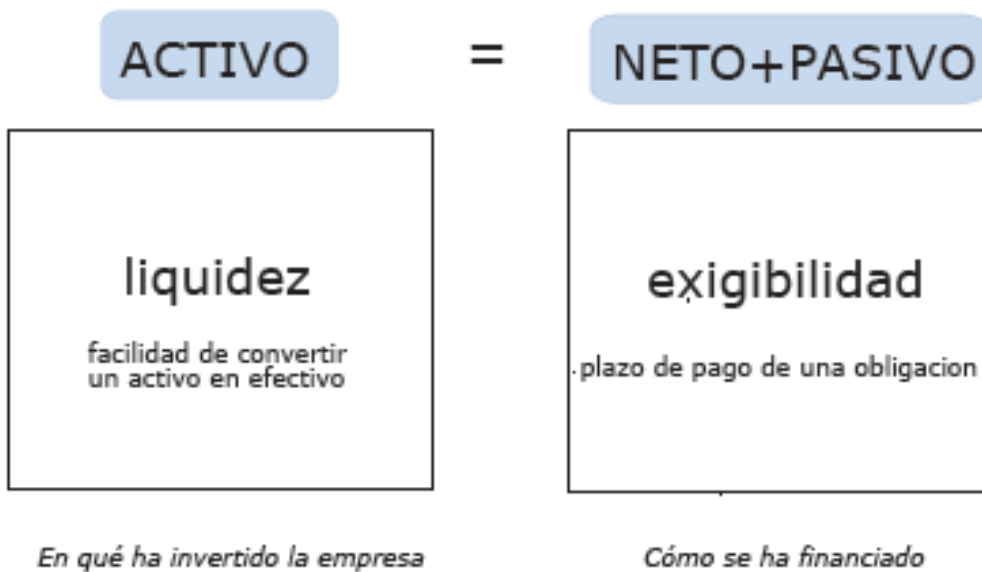 ACTIVO = NETO+PASIVO
liquidez
facilidad de convertir
un activo en efectivo
exigibilidad
plazo de pago de una obligacion
En qué ha invertido la empresa
Cómo se ha financiado